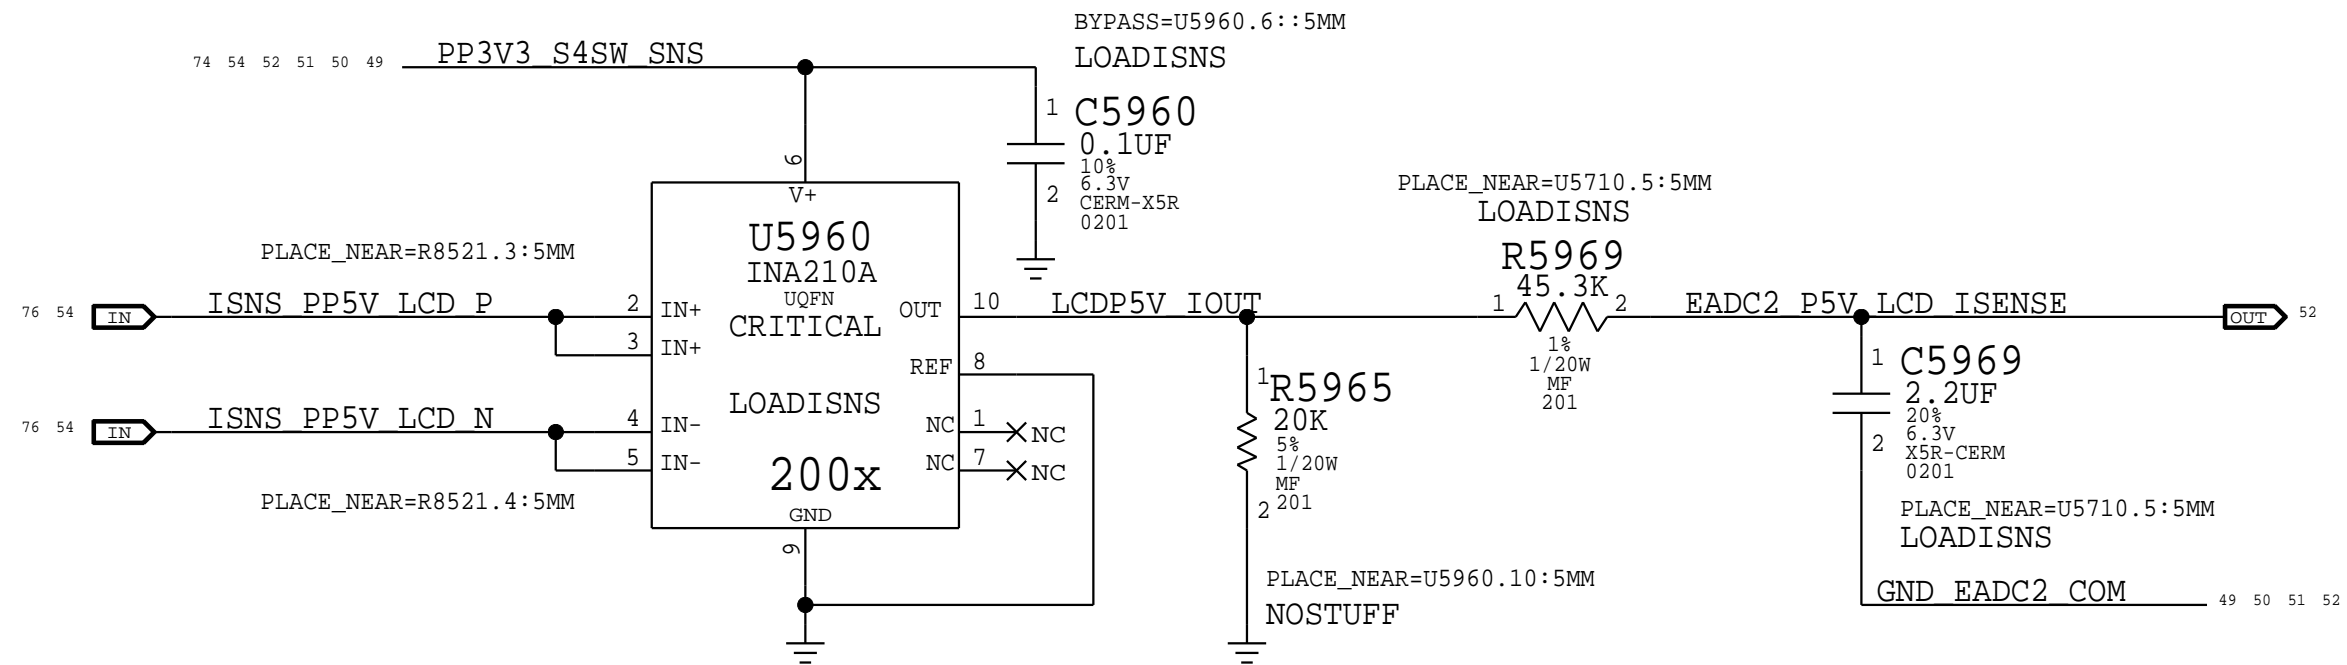 BYPASS=U5960.6::5MM
LOADISNS
74 54 52 51 50 49
PP3V3_S4SW_SNS
1
C5960
0.1UF
10%
6.3V
CERM-X5R
0201
2
6
V+
U5960
INA210A
UQFN
CRITICAL
LOADISNS
200x
GND
9
PLACE_NEAR=R8521.3:5MM
76 54
IN
ISNS_PP5V_LCD_P
2
IN+
3
IN+
76 54
IN
ISNS_PP5V_LCD_N
4
IN-
5
IN-
PLACE_NEAR=R8521.4:5MM
OUT
10
LCDP5V_IOUT
REF
8
NC
1
NC
NC
7
NC
PLACE_NEAR=U5710.5:5MM
LOADISNS
R5969
45.3K
1
2
1%
1/20W
MF
201
EADC2_P5V_LCD_ISENSE
OUT
52
1
R5965
20K
5%
1/20W
MF
201
2
PLACE_NEAR=U5960.10:5MM
NOSTUFF
1
C5969
2.2UF
20%
6.3V
X5R-CERM
0201
2
PLACE_NEAR=U5710.5:5MM
LOADISNS
GND_EADC2_COM
49 50 51 52